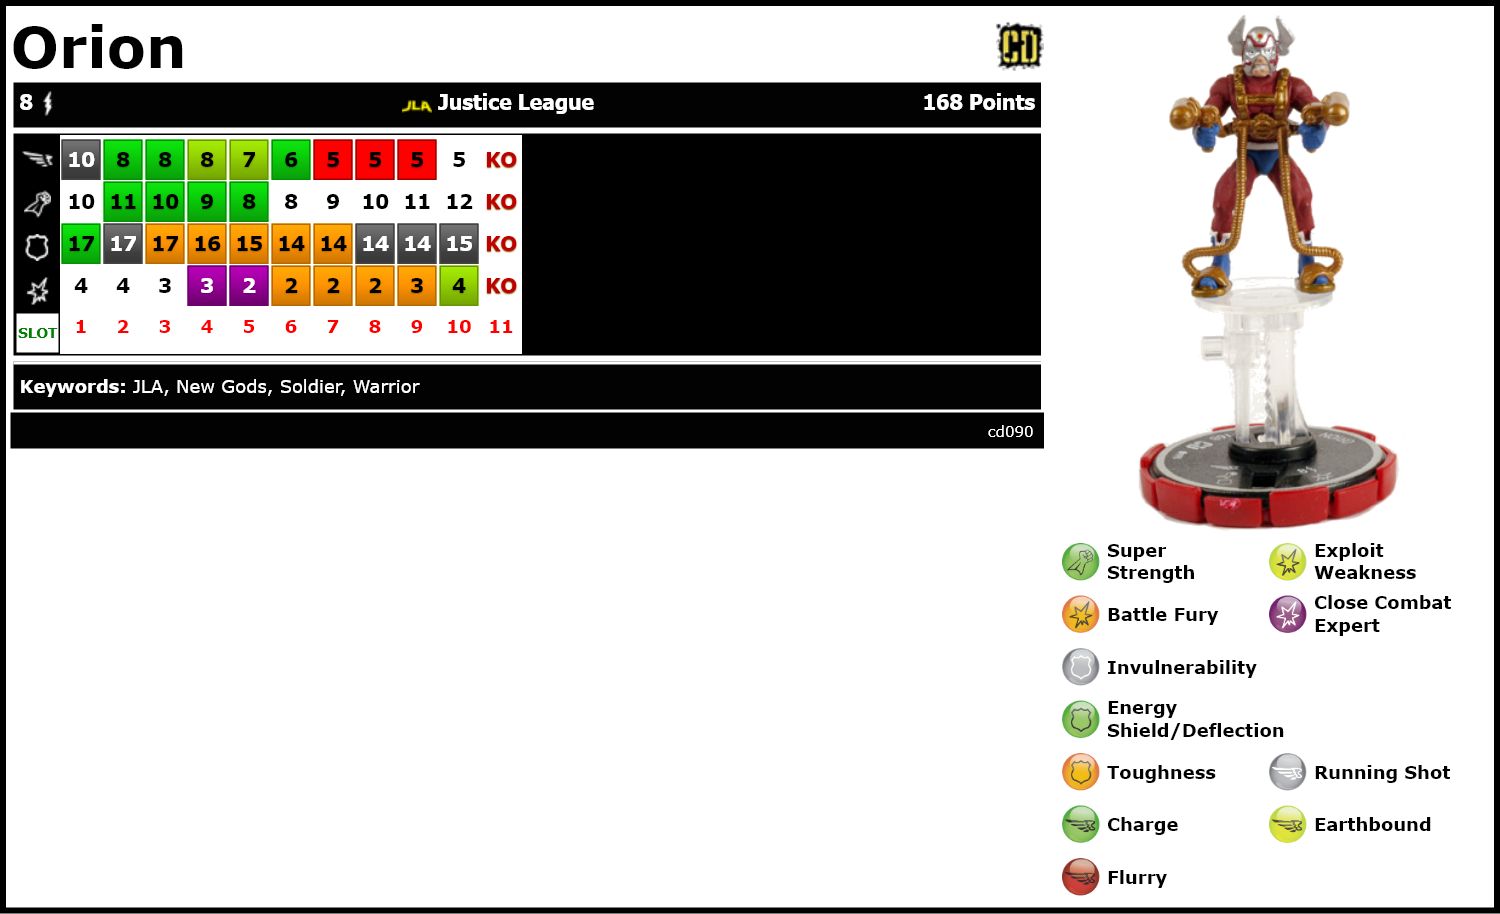 Orion
CD
8 JLA Justice League 168 Points
10 8 8 8 7 6 5 5 5 5 KO
10 11 10 9 8 8 9 10 11 12 KO
17 17 17 16 15 14 14 14 14 15 KO
4 4 3 3 2 2 2 2 3 4 KO
SLOT 1 2 3 4 5 6 7 8 9 10 11
Keywords: JLA, New Gods, Soldier, Warrior
cd090
ORION
Super
Strength
Exploit
Weakness
Battle Fury
Close Combat
Expert
Invulnerability
Energy
Shield/Deflection
Toughness
Running Shot
Charge
Earthbound
Flurry